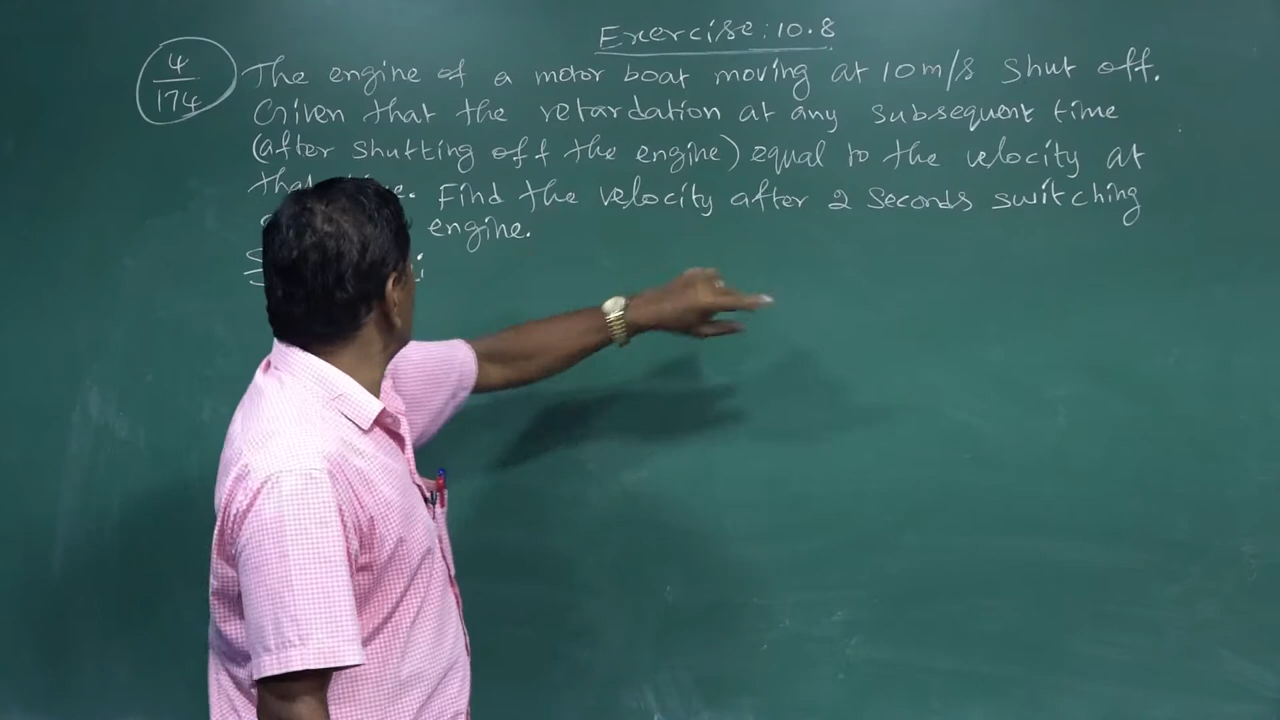 Exercise: 10.8
4
174
The engine of a motor boat moving at 10 m/s shut off.
Given that the retardation at any subsequent time
(after shutting off the engine) equal to the velocity at
Find the velocity after 2 seconds switching
engine.